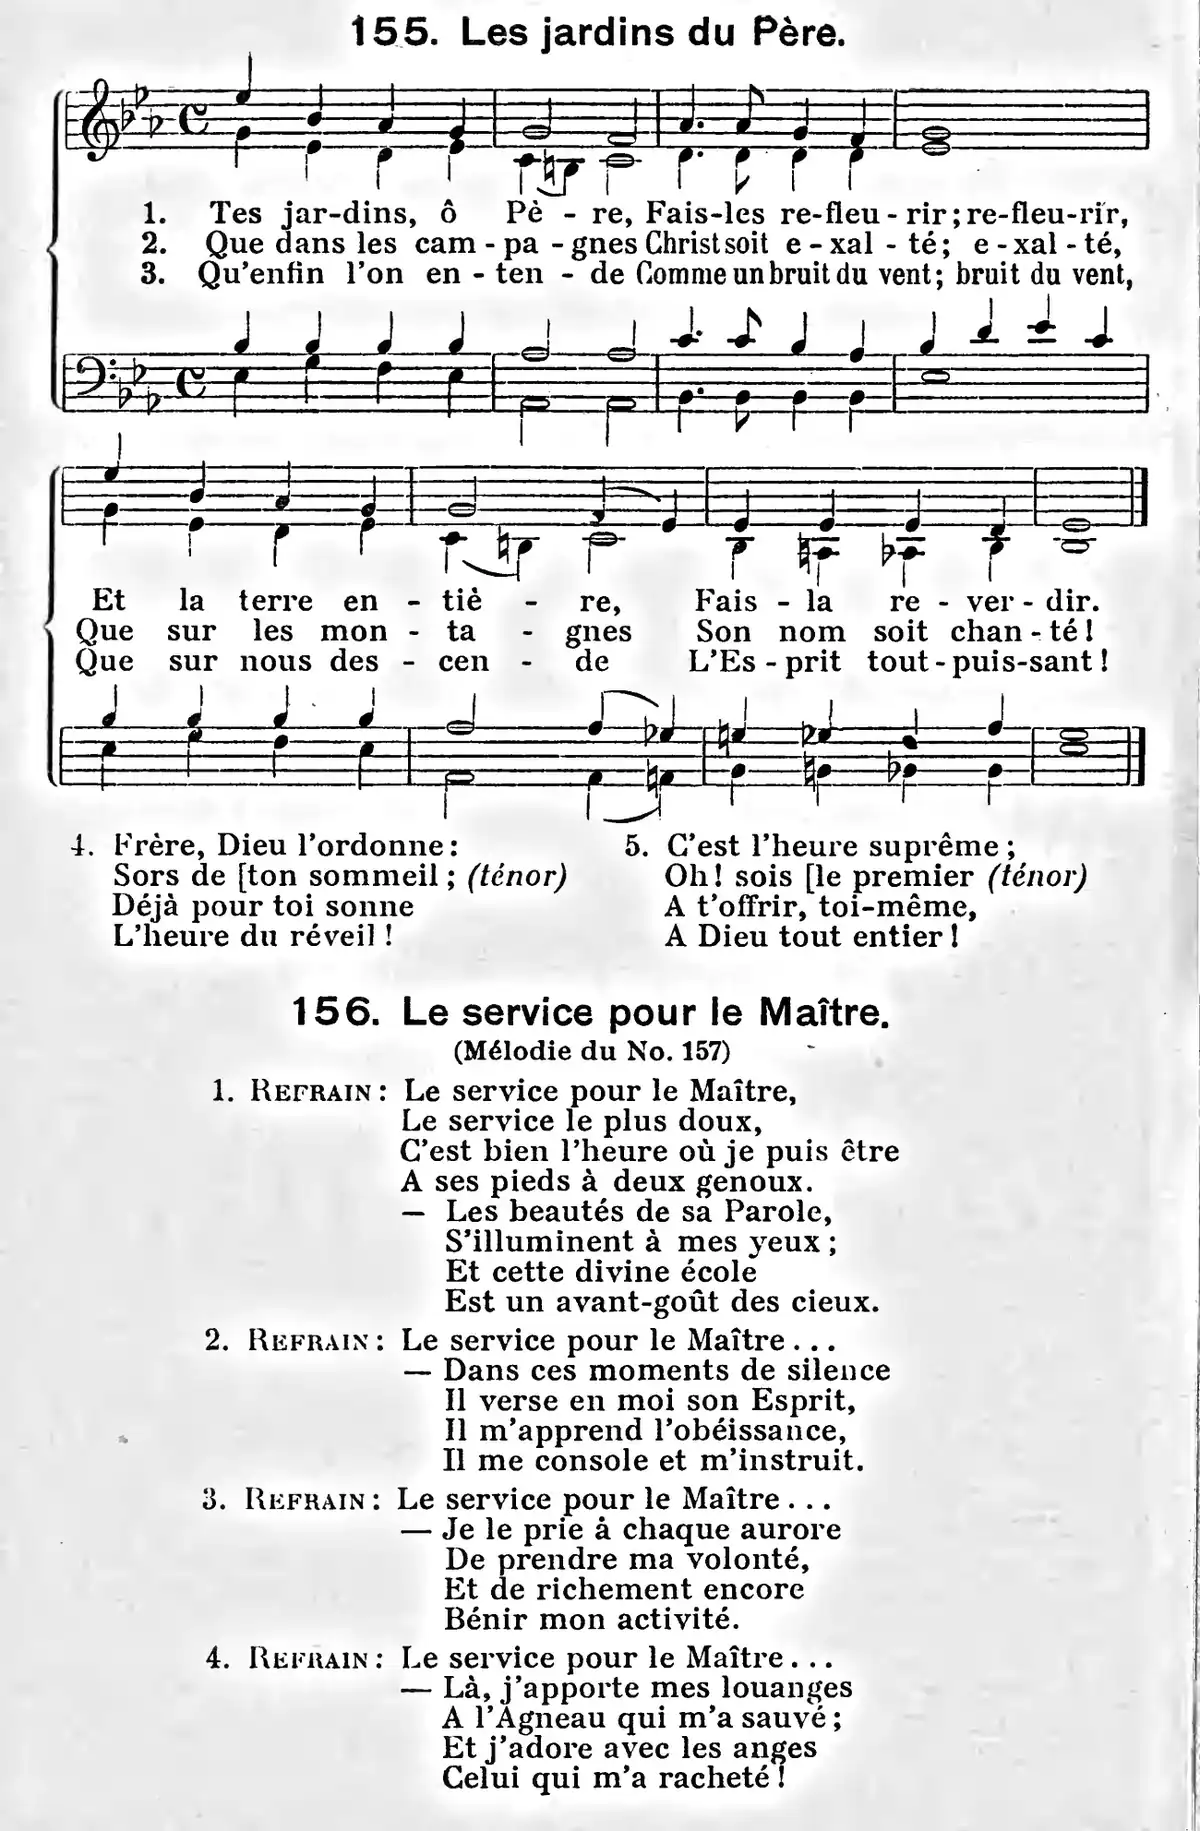 155. Les jardins du Père.
1. Tes jar-dins, ô Pè - re, Fais-les re-fleu - rir; re-fleu-rir,
2. Que dans les cam - pa - gnes Christ soit e - xal - té; e - xal - té,
3. Qu'enfin l'on en - ten - de Comme un bruit du vent; bruit du vent,
Et la terre en - tiè - re, Fais - la re - ver - dir.
Que sur les mon - ta - gnes Son nom soit chan - té!
Que sur nous des - cen - de L'Es - prit tout - puis-sant!
4. Frère, Dieu l'ordonne:
Sors de [ton sommeil; (ténor)
Déjà pour toi sonne
L'heure du réveil!
5. C'est l'heure suprême;
Oh! sois [le premier (ténor)
A t'offrir, toi-même,
A Dieu tout entier!
156. Le service pour le Maître.
(Mélodie du No. 157)
1. REFRAIN: Le service pour le Maître,
Le service le plus doux,
C'est bien l'heure où je puis être
A ses pieds à deux genoux.
— Les beautés de sa Parole,
S'illuminent à mes yeux;
Et cette divine école
Est un avant-goût des cieux.
2. REFRAIN: Le service pour le Maître...
— Dans ces moments de silence
Il verse en moi son Esprit,
Il m'apprend l'obéissance,
Il me console et m'instruit.
3. REFRAIN: Le service pour le Maître...
— Je le prie à chaque aurore
De prendre ma volonté,
Et de richement encore
Bénir mon activité.
4. REFRAIN: Le service pour le Maître...
— Là, j'apporte mes louanges
A l'Agneau qui m'a sauvé;
Et j'adore avec les anges
Celui qui m'a racheté!